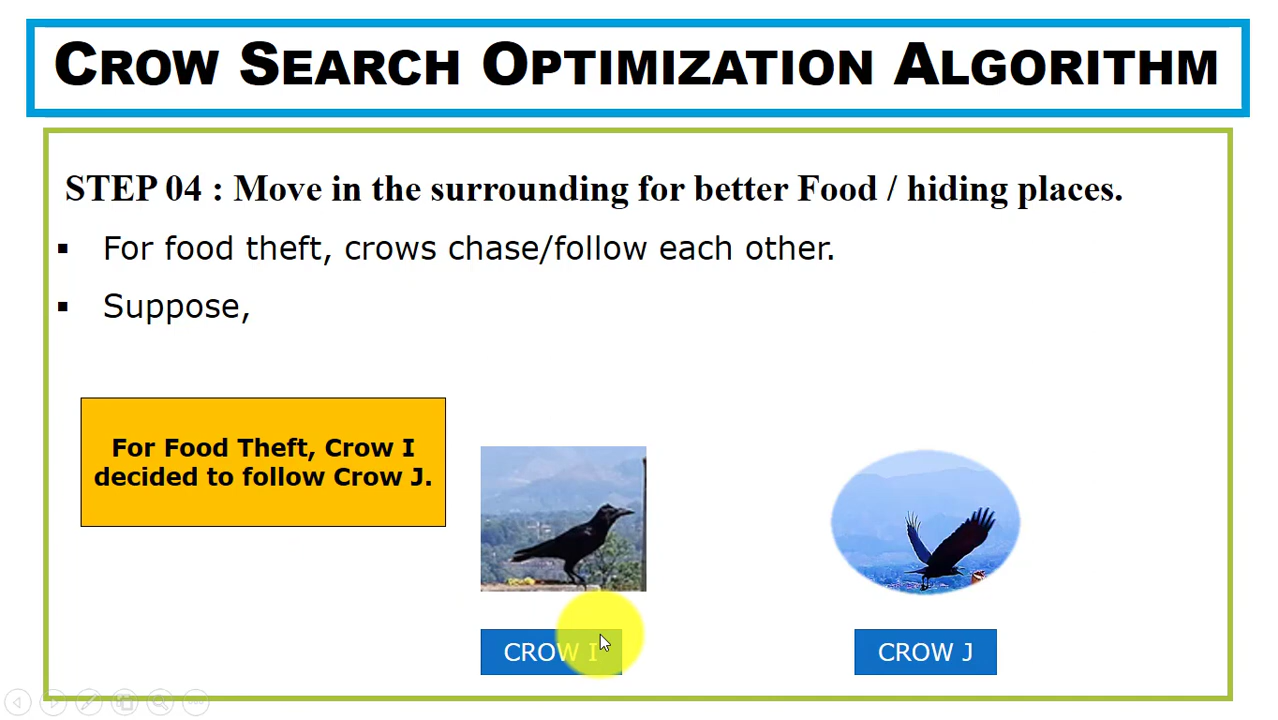 CROW SEARCH OPTIMIZATION ALGORITHM
STEP 04 : Move in the surrounding for better Food / hiding places.
▪ For food theft, crows chase/follow each other.
▪ Suppose,
For Food Theft, Crow I
decided to follow Crow J.
CROW I
CROW J